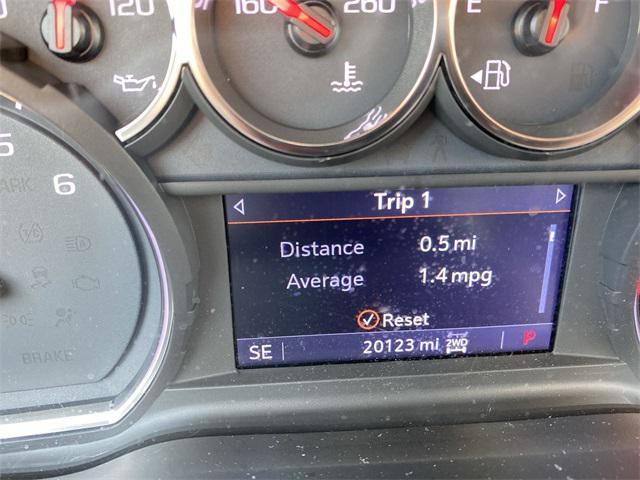 120
160
260
E
F
5
6
PARK
BRAKE
Trip 1
Distance 0.5 mi
Average 1.4 mpg
Reset
SE 20123 mi 2WD P